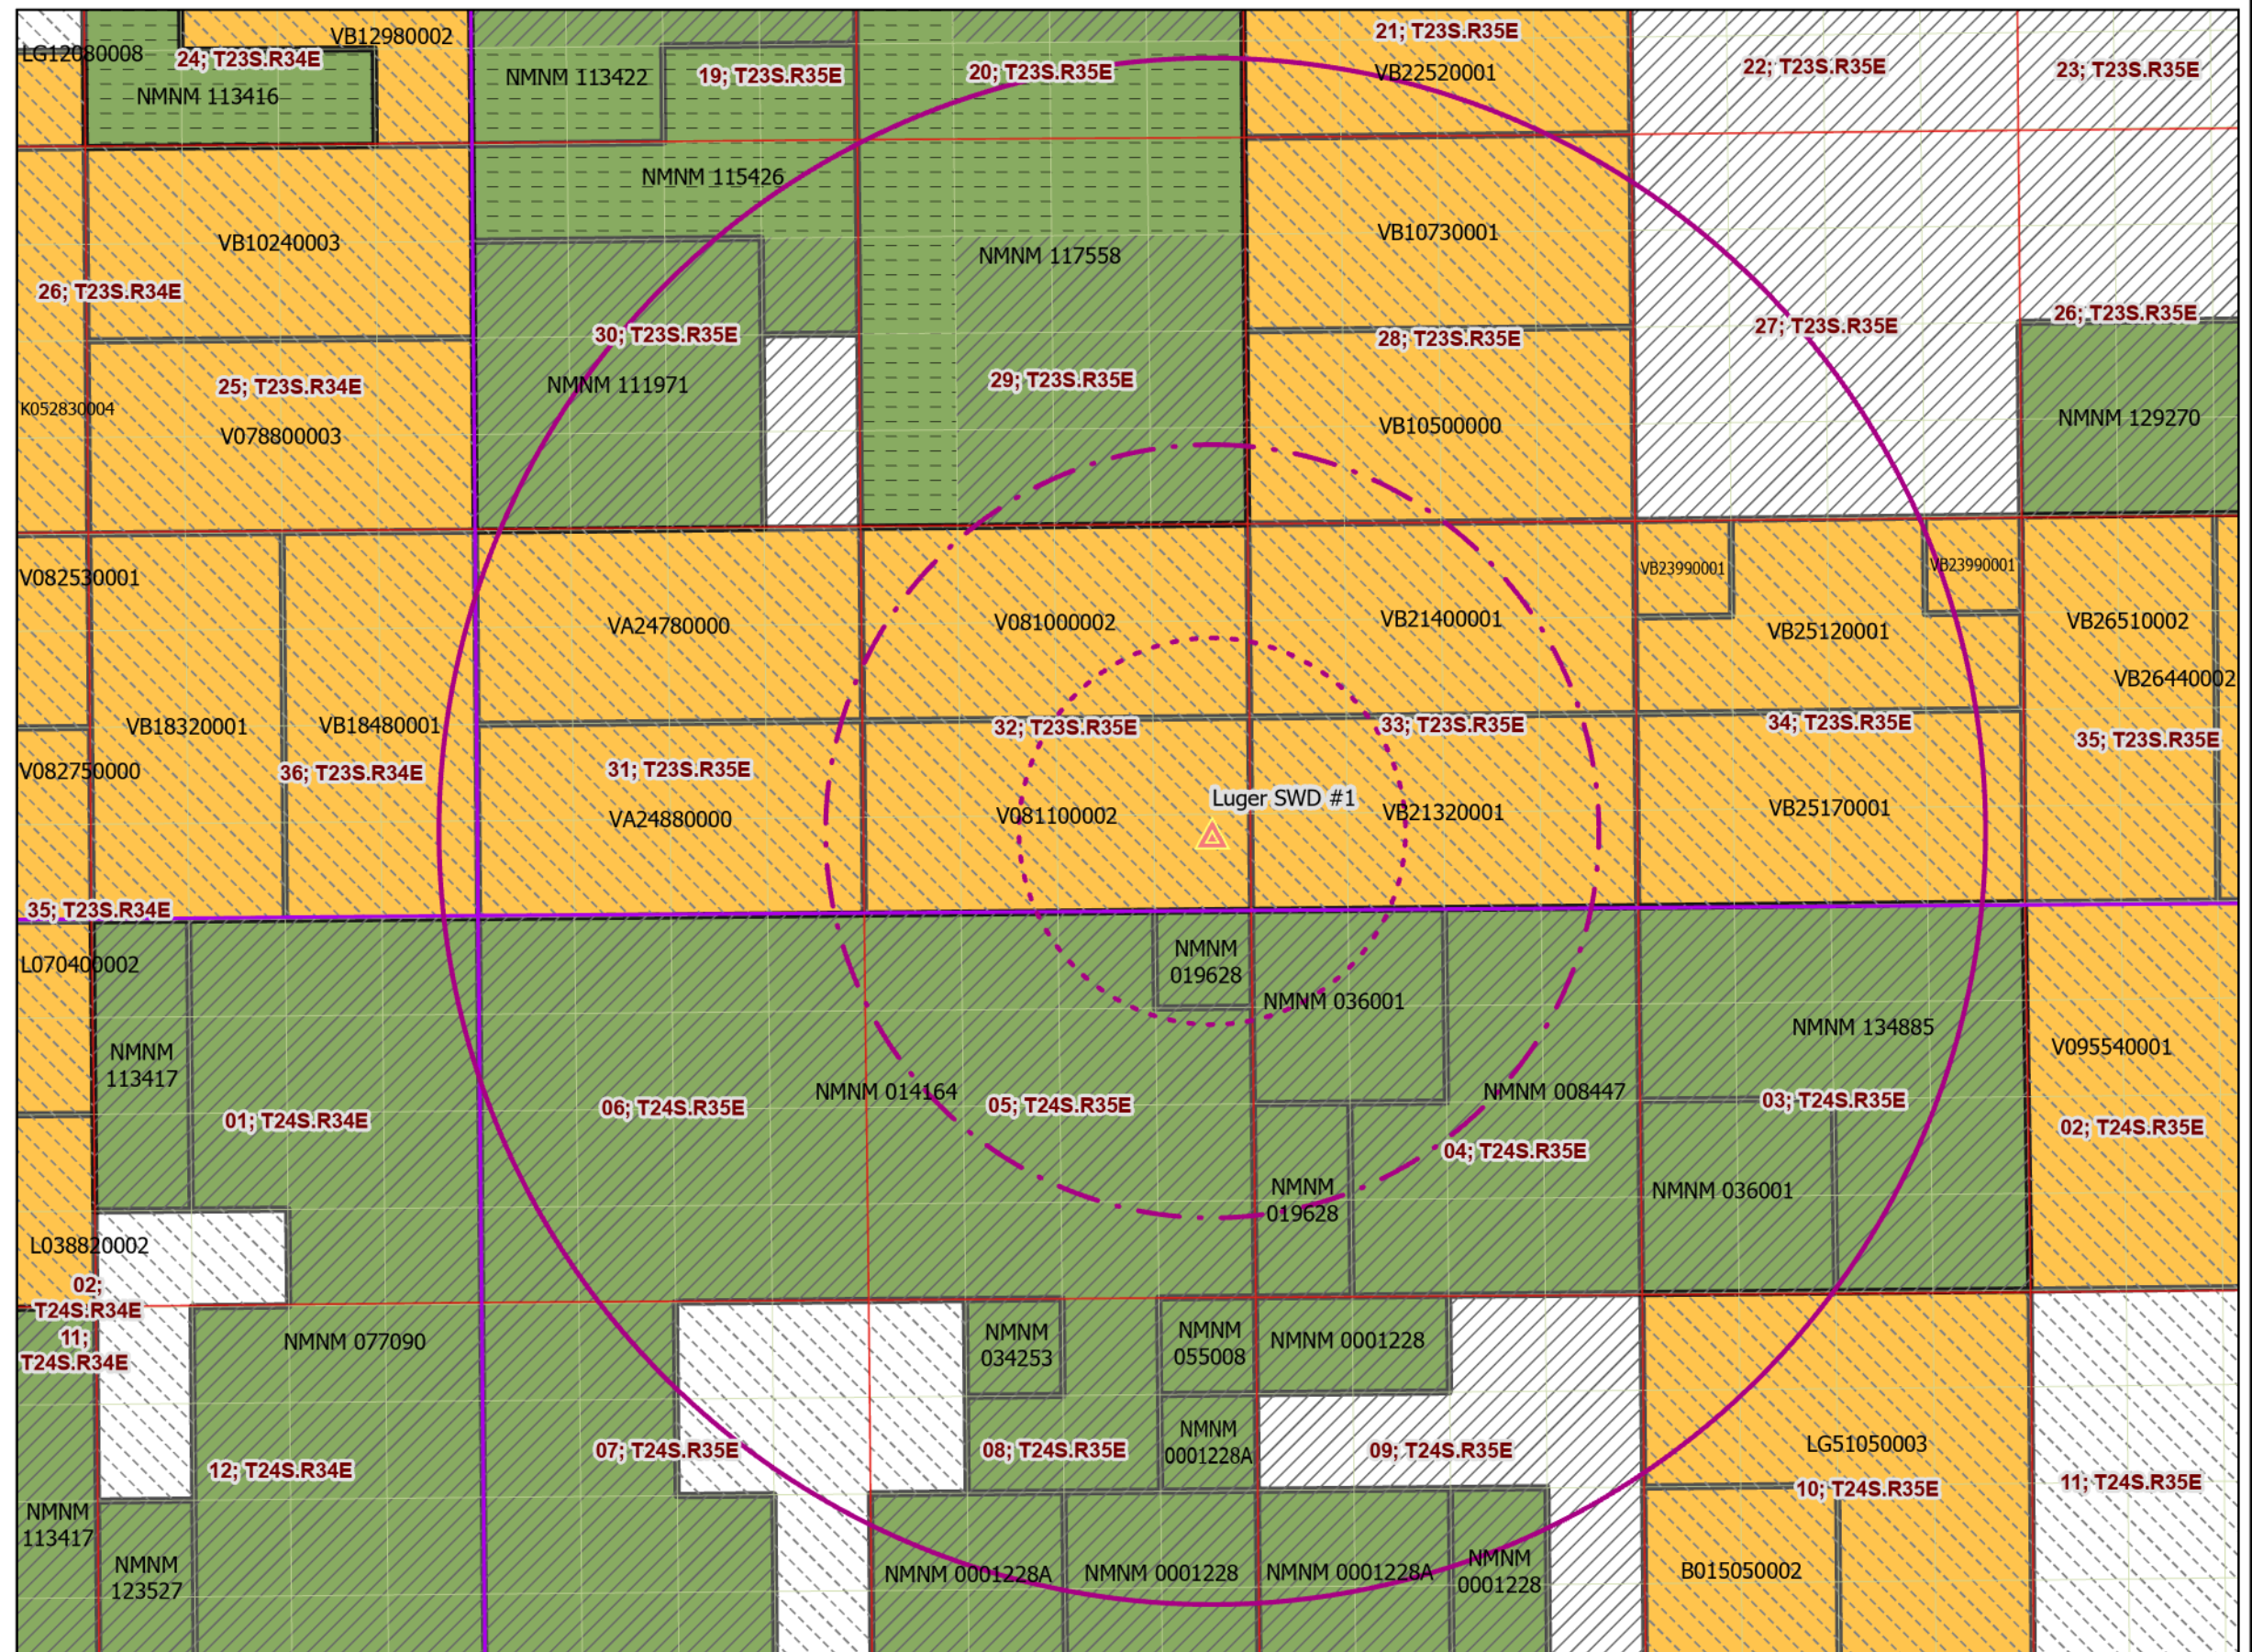 VB12980002
21; T23S.R35E
LG12080008
24; T23S.R34E
NMNM 113422
19; T23S.R35E
20; T23S.R35E
VB22520001
22; T23S.R35E
23; T23S.R35E
NMNM 113416
NMNM 115426
VB10240003
NMNM 117558
VB10730001
26; T23S.R34E
30; T23S.R35E
28; T23S.R35E
27; T23S.R35E
26; T23S.R35E
25; T23S.R34E
NMNM 111971
29; T23S.R35E
K052830004
V078800003
VB10500000
NMNM 129270
V082530001
VB23990001
VB23990001
VA24780000
V081000002
VB21400001
VB25120001
VB26510002
VB26440002
VB18320001
VB18480001
32; T23S.R35E
33; T23S.R35E
34; T23S.R35E
35; T23S.R35E
V082750000
36; T23S.R34E
31; T23S.R35E
Luger SWD #1
VA24880000
V081100002
VB21320001
VB25170001
35; T23S.R34E
L070400002
NMNM
019628
NMNM 036001
NMNM 134885
V095540001
NMNM
113417
01; T24S.R34E
06; T24S.R35E
NMNM 014164
05; T24S.R35E
NMNM 008447
03; T24S.R35E
02; T24S.R35E
04; T24S.R35E
NMNM
019628
NMNM 036001
L038820002
02;
T24S.R34E
11;
T24S.R34E
NMNM 077090
NMNM
034253
NMNM
055008
NMNM 0001228
12; T24S.R34E
07; T24S.R35E
08; T24S.R35E
NMNM
0001228A
09; T24S.R35E
LG51050003
10; T24S.R35E
11; T24S.R35E
NMNM
113417
NMNM
123527
NMNM 0001228A
NMNM 0001228
NMNM 0001228A
NMNM
0001228
B015050002